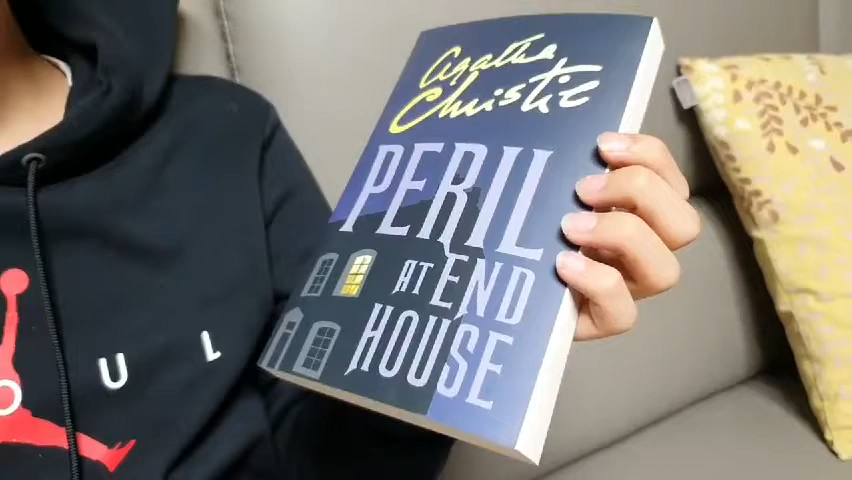 Agatha
Christie
PERIL
AT END
HOUSE
U L